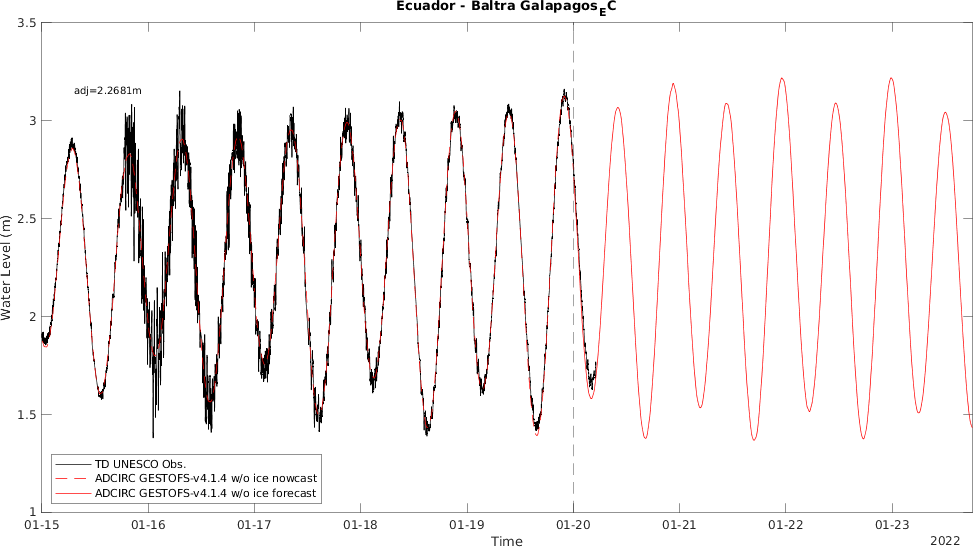 Ecuador - Baltra Galapagos_EC
adj=2.2681m
3.5
3
2.5
2
1.5
1
Water Level (m)
TD UNESCO Obs.
ADCIRC GESTOFS-v4.1.4 w/o ice nowcast
ADCIRC GESTOFS-v4.1.4 w/o ice forecast
01-15 01-16 01-17 01-18 01-19 01-20 01-21 01-22 01-23
Time
2022